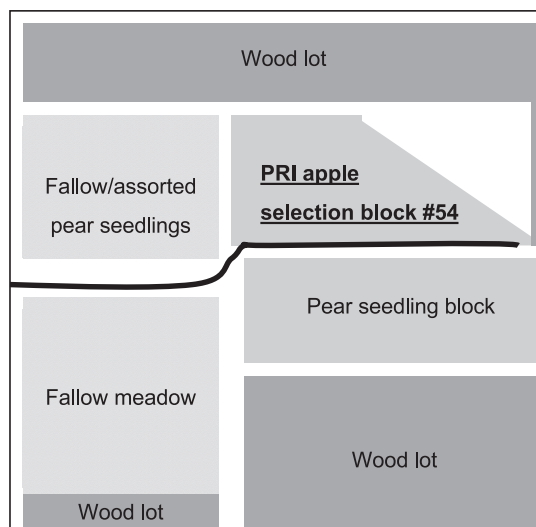 Wood lot
Fallow/assorted
pear seedlings
PRI apple
selection block #54
Pear seedling block
Fallow meadow
Wood lot
Wood lot